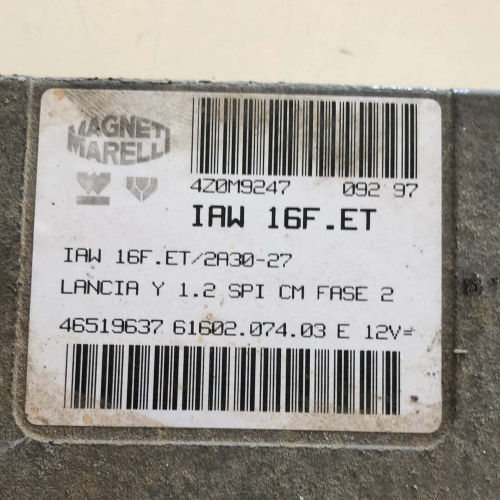 MAGNETI
MARELLI
4Z0M9247 092 97
IAW 16F.ET
IAW 16F.ET/2A30-27
LANCIA Y 1.2 SPI CM FASE 2
46519637 61602.074.03 E 12V=